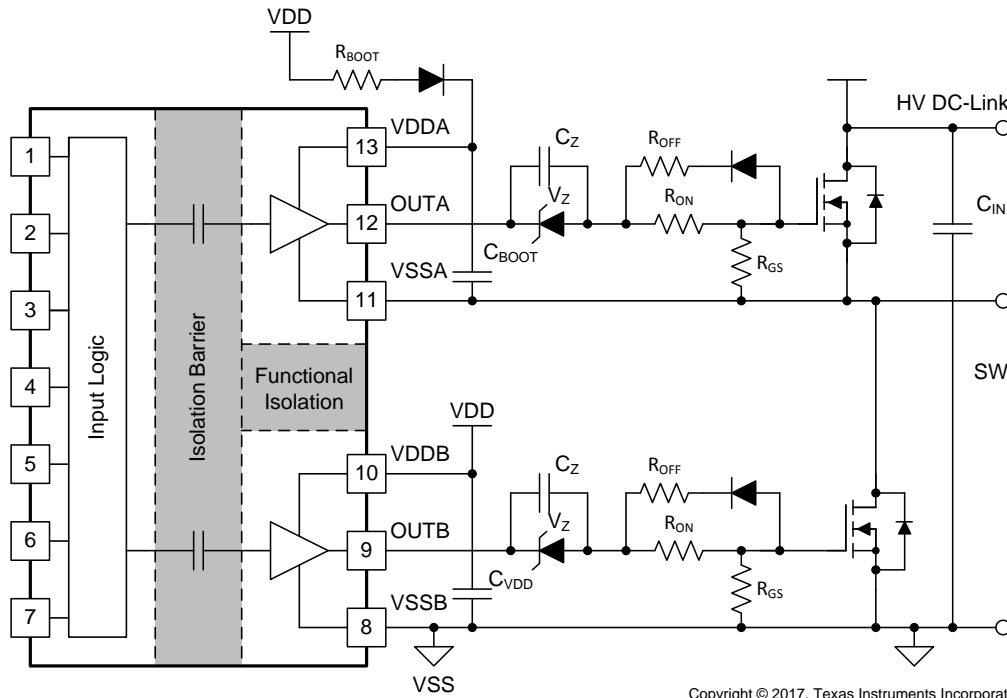 VDD
RBOOT
HV DC-Link
1
2
3
4
5
6
7
Input Logic
Isolation Barrier
Functional
Isolation
13
VDDA
12
OUTA
11
VSSA
CZ
VZ
CBOOT
ROFF
RON
RGS
CIN
SW
VDD
10
VDDB
9
OUTB
8
VSSB
CZ
VZ
CVDD
ROFF
RON
RGS
VSS
Copyright © 2017, Texas Instruments